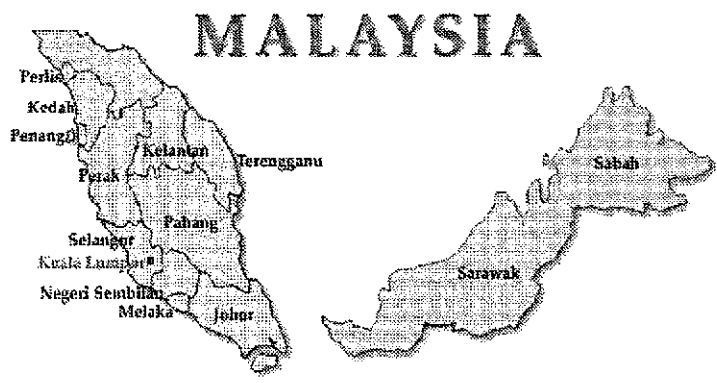 MALAYSIA
Perlis
Kedah
Penang
Kelantan
Terengganu
Perak
Pahang
Selangor
Kuala Lumpur
Negeri Sembilan
Melaka
Johor
Sabah
Sarawak